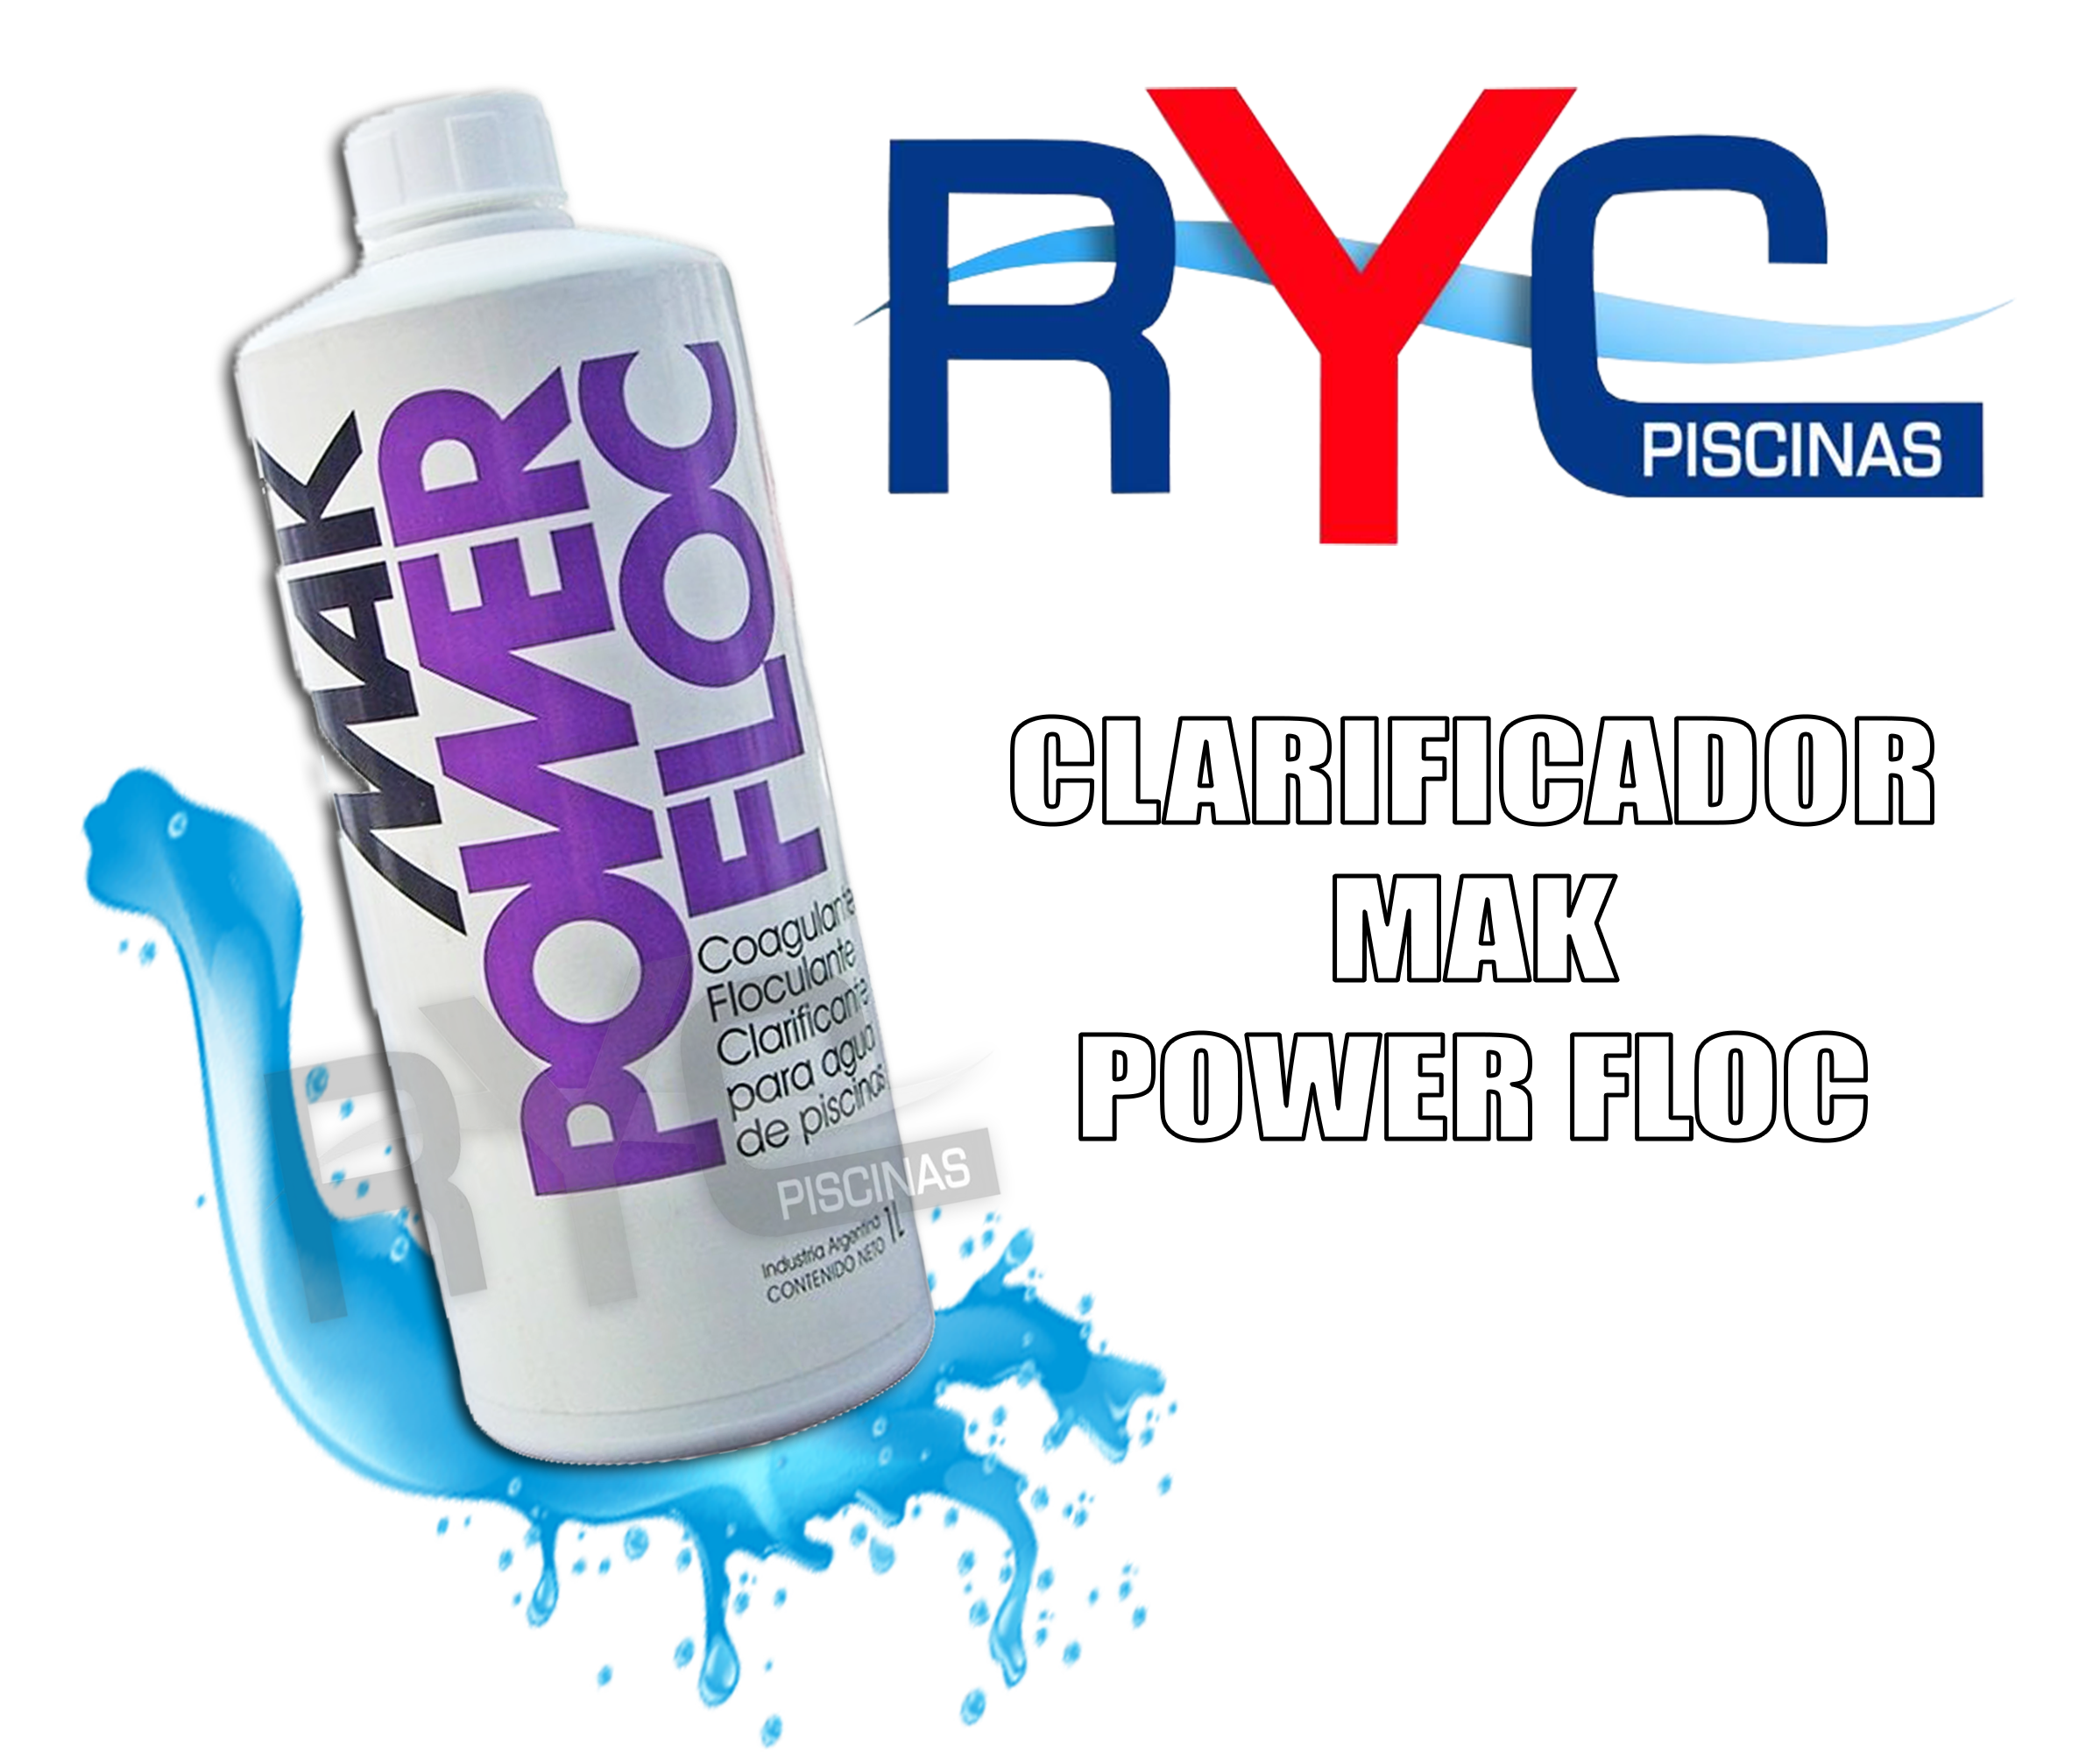 RYC
PISCINAS
MAK
POWER
FLOC
Coagulante
Floculante
Clarificante
para agua
de piscinas
Industria Argentina
CONTENIDO NETO 1L
RYC
PISCINAS
CLARIFICADOR
MAK
POWER FLOC